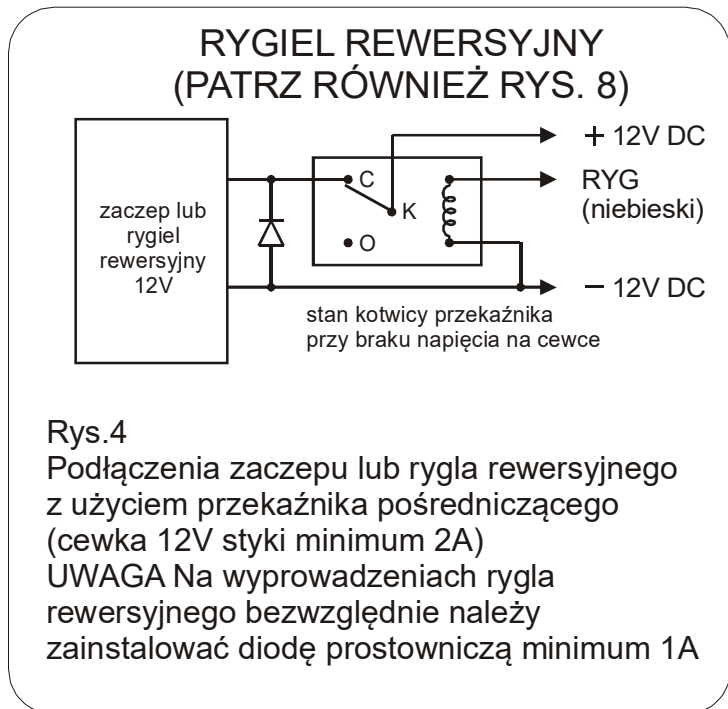 RYGIEL REWERSYJNY
(PATRZ RÓWNIEŻ RYS. 8)
+ 12V DC
C
RYG
(niebieski)
K
zaczep lub
rygiel
rewersyjny
12V
O
− 12V DC
stan kotwicy przekaźnika
przy braku napięcia na cewce
Rys.4
Podłączenia zaczepu lub rygla rewersyjnego
z użyciem przekaźnika pośredniczącego
(cewka 12V styki minimum 2A)
UWAGA Na wyprowadzeniach rygla
rewersyjnego bezwzględnie należy
zainstalować diodę prostowniczą minimum 1A